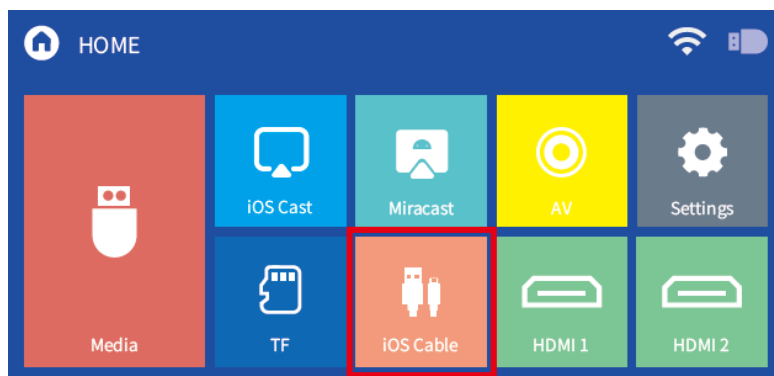 HOME
iOS Cast
Miracast
AV
Settings
Media
TF
iOS Cable
HDMI 1
HDMI 2